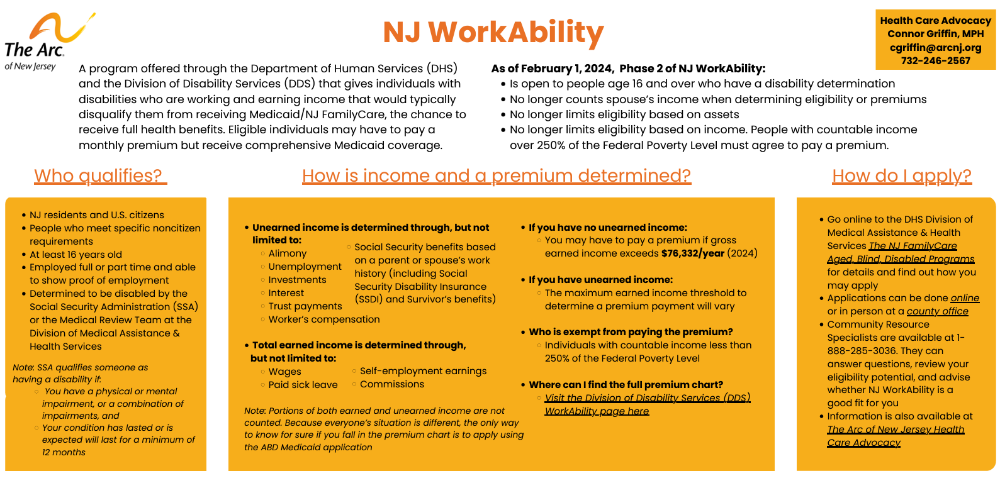 The Arc®
of New Jersey
NJ WorkAbility
Health Care Advocacy
Connor Griffin, MPH
cgriffin@arcnj.org
732-246-2567
A program offered through the Department of Human Services (DHS)
and the Division of Disability Services (DDS) that gives individuals with
disabilities who are working and earning income that would typically
disqualify them from receiving Medicaid/NJ FamilyCare, the chance to
receive full health benefits. Eligible individuals may have to pay a
monthly premium but receive comprehensive Medicaid coverage.
As of February 1, 2024, Phase 2 of NJ WorkAbility:
• Is open to people age 16 and over who have a disability determination
• No longer counts spouse's income when determining eligibility or premiums
• No longer limits eligibility based on assets
• No longer limits eligibility based on income. People with countable income
over 250% of the Federal Poverty Level must agree to pay a premium.
Who qualifies?
• NJ residents and U.S. citizens
• People who meet specific noncitizen
requirements
• At least 16 years old
• Employed full or part time and able
to show proof of employment
• Determined to be disabled by the
Social Security Administration (SSA)
or the Medical Review Team at the
Division of Medical Assistance &
Health Services
Note: SSA qualifies someone as
having a disability if:
○ You have a physical or mental
impairment, or a combination of
impairments, and
○ Your condition has lasted or is
expected will last for a minimum of
12 months
How is income and a premium determined?
• Unearned income is determined through, but not
limited to:
○ Alimony
○ Unemployment
○ Investments
○ Interest
○ Trust payments
○ Worker's compensation
○ Social Security benefits based
on a parent or spouse's work
history (including Social
Security Disability Insurance
(SSDI) and Survivor's benefits)
• Total earned income is determined through,
but not limited to:
○ Wages
○ Paid sick leave
○ Self-employment earnings
○ Commissions
Note: Portions of both earned and unearned income are not
counted. Because everyone's situation is different, the only way
to know for sure if you fall in the premium chart is to apply using
the ABD Medicaid application
• If you have no unearned income:
○ You may have to pay a premium if gross
earned income exceeds $76,332/year (2024)
• If you have unearned income:
○ The maximum earned income threshold to
determine a premium payment will vary
• Who is exempt from paying the premium?
○ Individuals with countable income less than
250% of the Federal Poverty Level
• Where can I find the full premium chart?
○ Visit the Division of Disability Services (DDS)
WorkAbility page here
How do I apply?
• Go online to the DHS Division of
Medical Assistance & Health
Services The NJ FamilyCare
Aged, Blind, Disabled Programs
for details and find out how you
may apply
• Applications can be done online
or in person at a county office
• Community Resource
Specialists are available at 1-
888-285-3036. They can
answer questions, review your
eligibility potential, and advise
whether NJ WorkAbility is a
good fit for you
• Information is also available at
The Arc of New Jersey Health
Care Advocacy